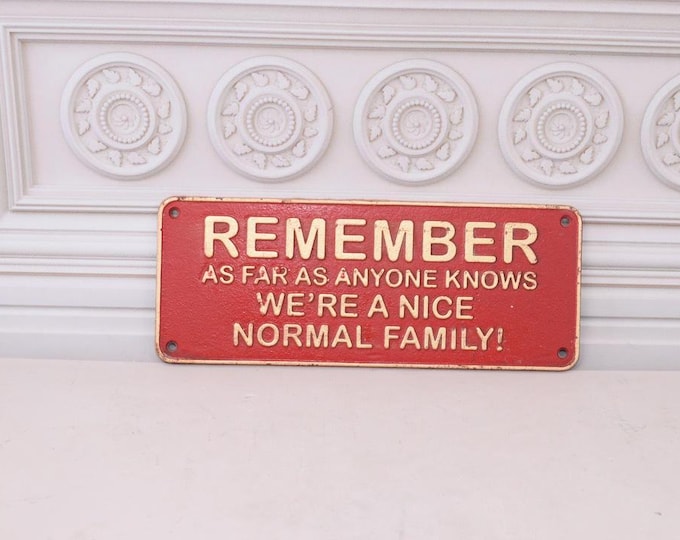 REMEMBER
AS FAR AS ANYONE KNOWS
WE'RE A NICE
NORMAL FAMILY!